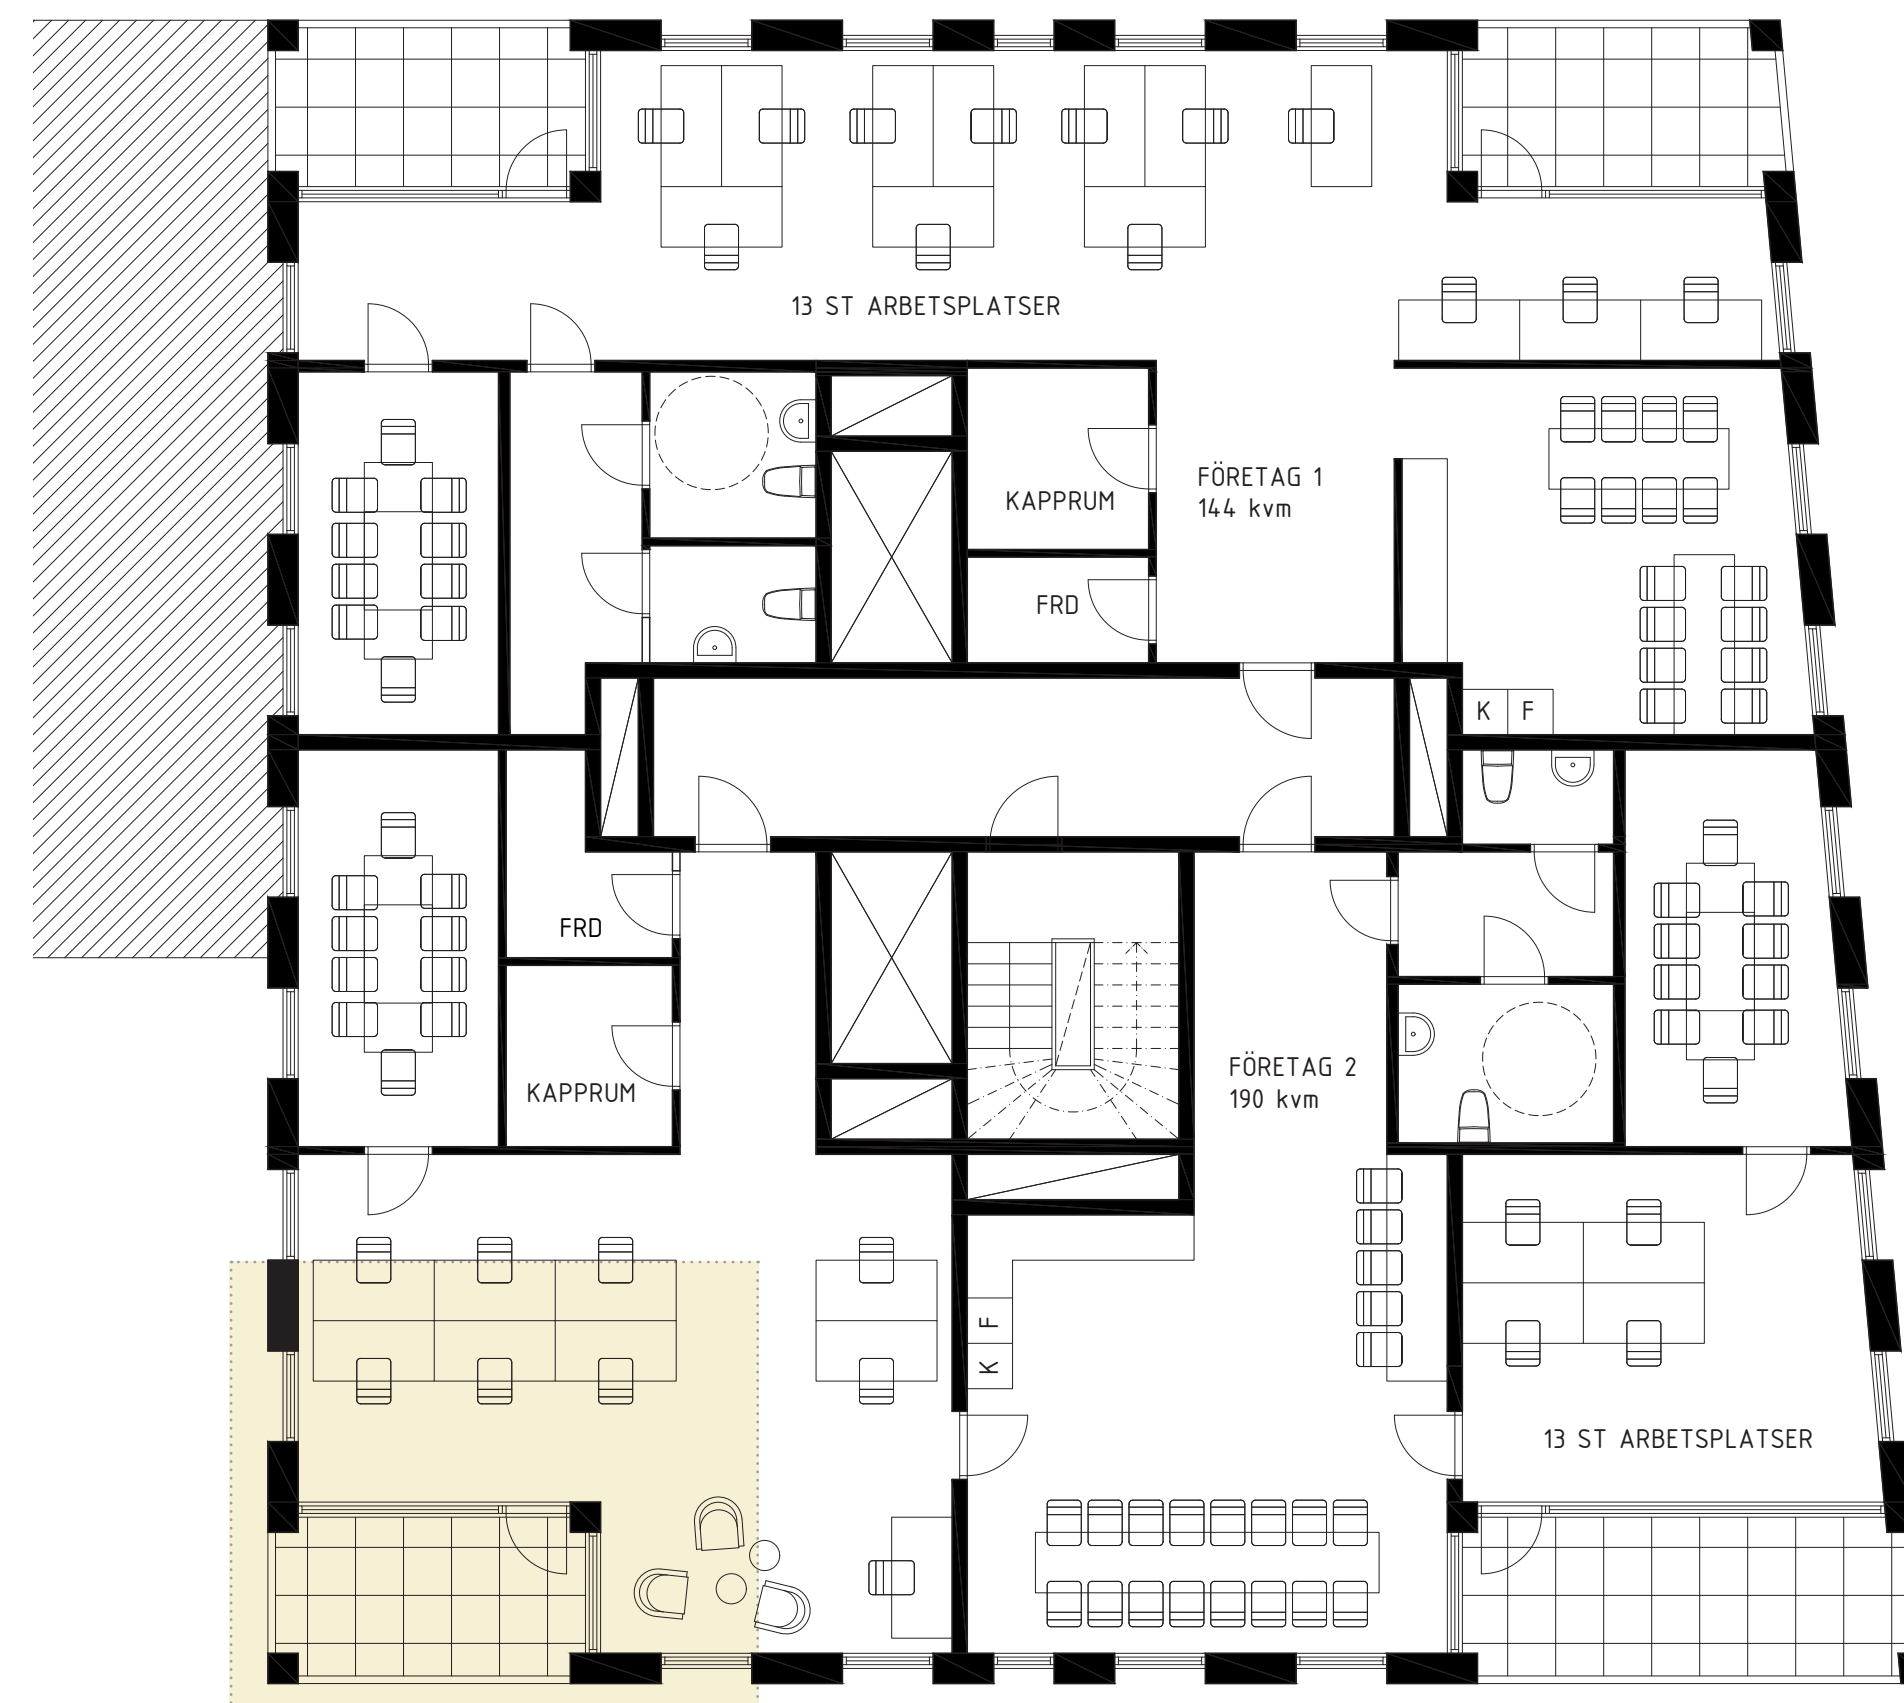 13 ST ARBETSPLATSER
FÖRETAG 1
144 kvm
KAPPRUM
FRD
K F
FRD
KAPPRUM
FÖRETAG 2
190 kvm
F
K
13 ST ARBETSPLATSER